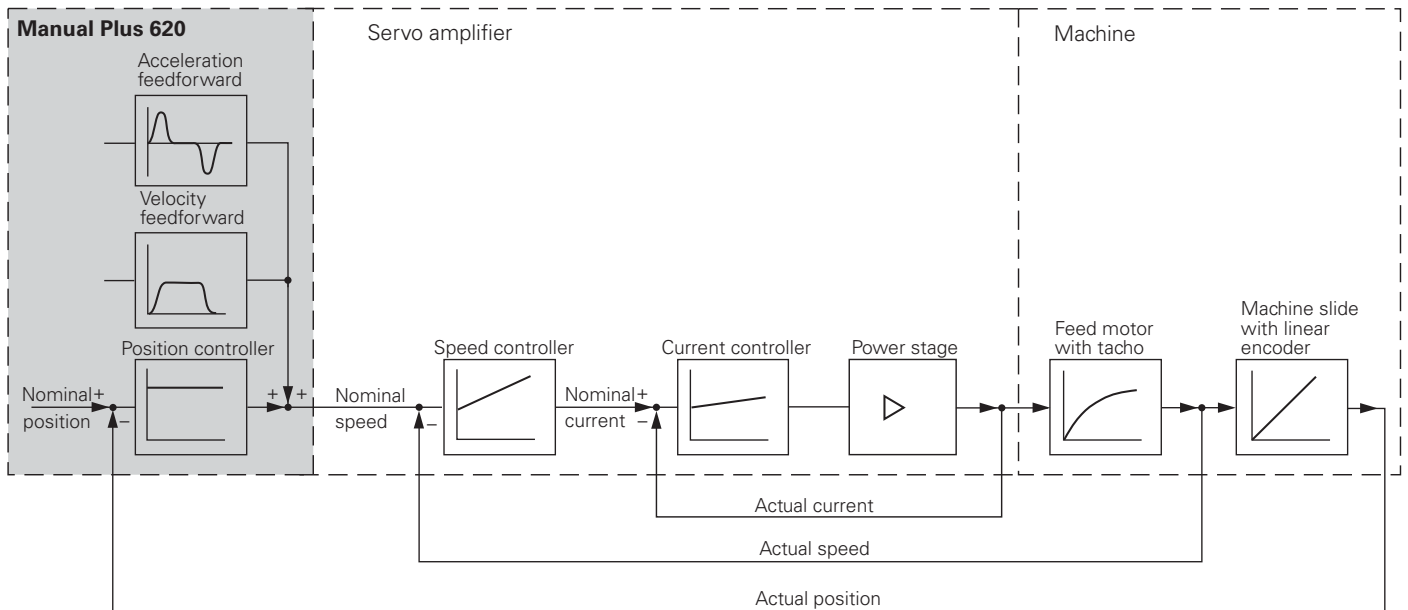 Manual Plus 620
Servo amplifier
Machine
Acceleration
feedforward
Velocity
feedforward
Position controller
Speed controller
Current controller
Power stage
Feed motor
with tacho
Machine slide
with linear
encoder
Nominal+
position
–
+ +
Nominal
speed
–
Nominal+
current –
Actual current
Actual speed
Actual position